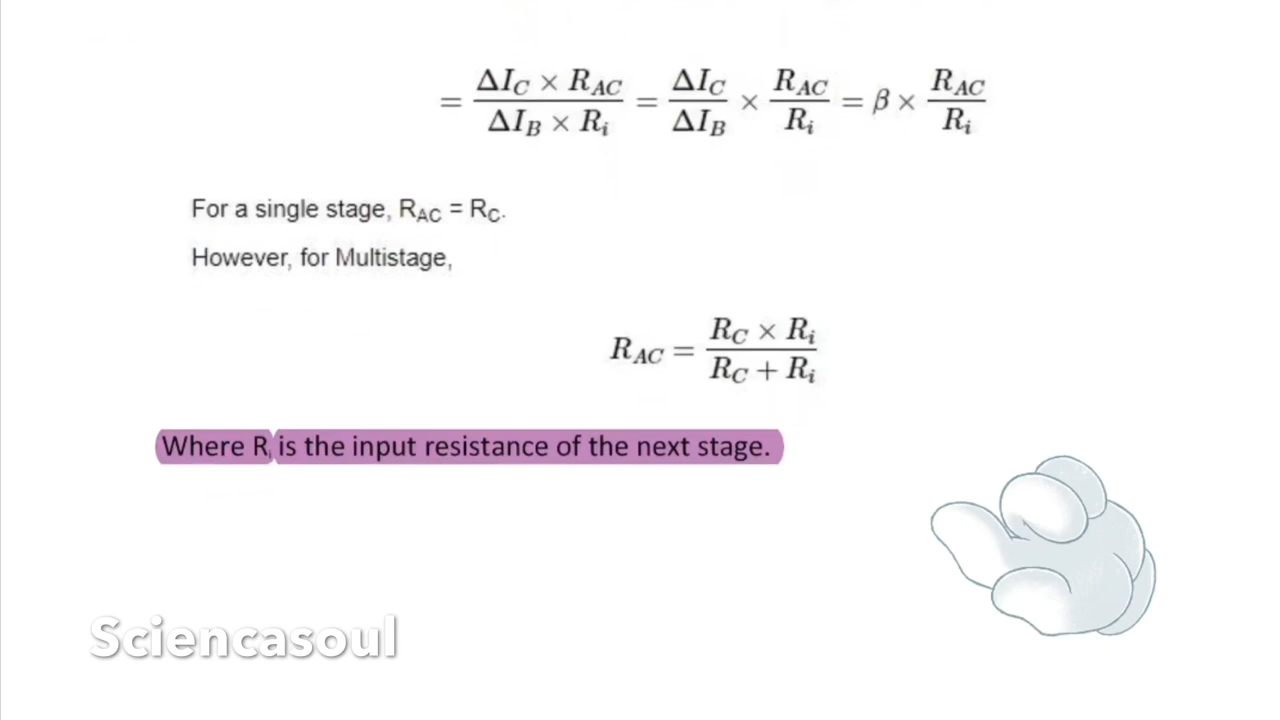 = ΔI_C × R_AC / ΔI_B × R_i = ΔI_C / ΔI_B × R_AC / R_i = β × R_AC / R_i
For a single stage, R_AC = R_C.
However, for Multistage,
R_AC = R_C × R_i / R_C + R_i
Where R_i is the input resistance of the next stage.
Sciencasoul